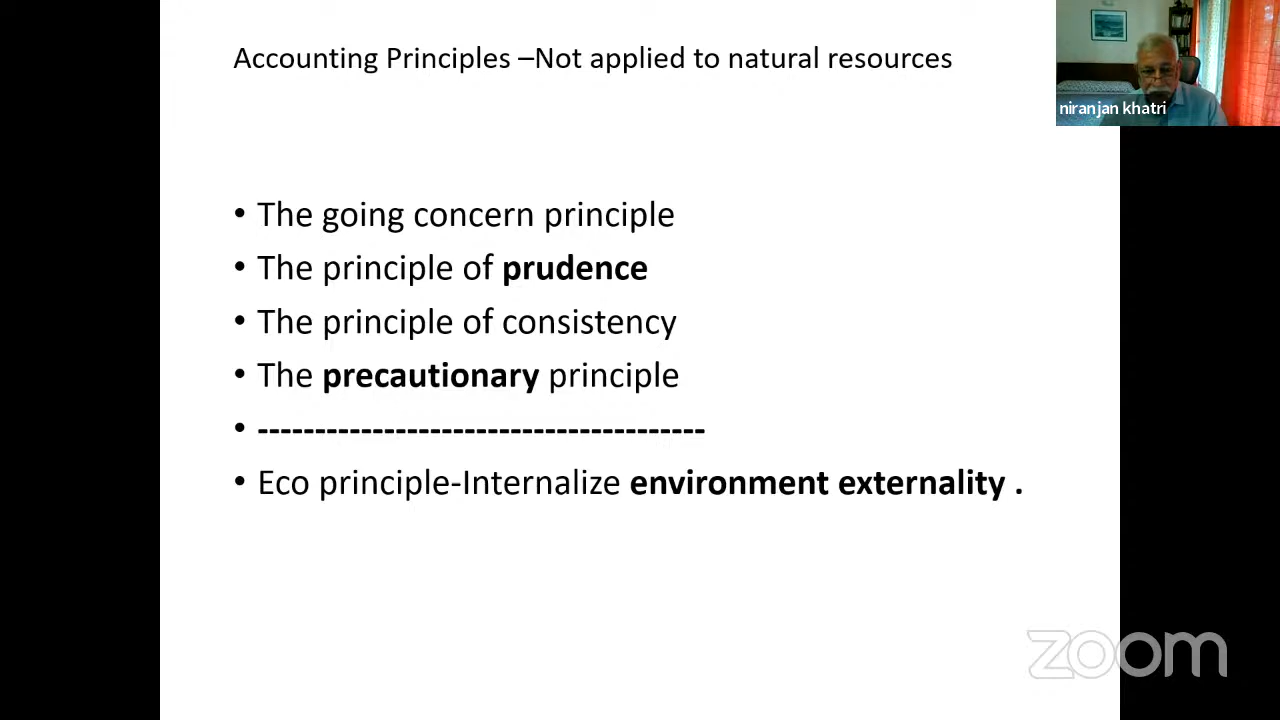 Accounting Principles –Not applied to natural resources
niranjan khatri
• The going concern principle
• The principle of prudence
• The principle of consistency
• The precautionary principle
• ---------------------------------------
• Eco principle-Internalize environment externality .
zoom